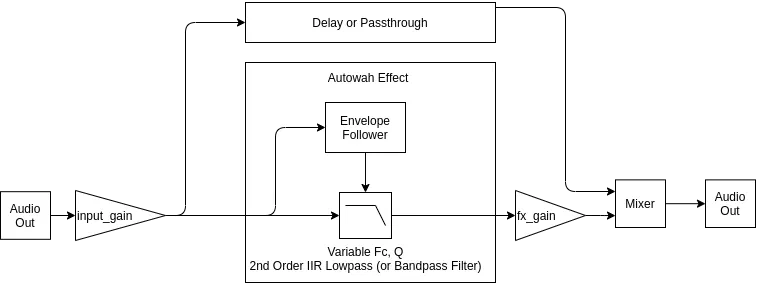 Delay or Passthrough
Autowah Effect
Envelope
Follower
Audio
Out
input_gain
fx_gain
Mixer
Audio
Out
Variable Fc, Q
2nd Order IIR Lowpass (or Bandpass Filter)